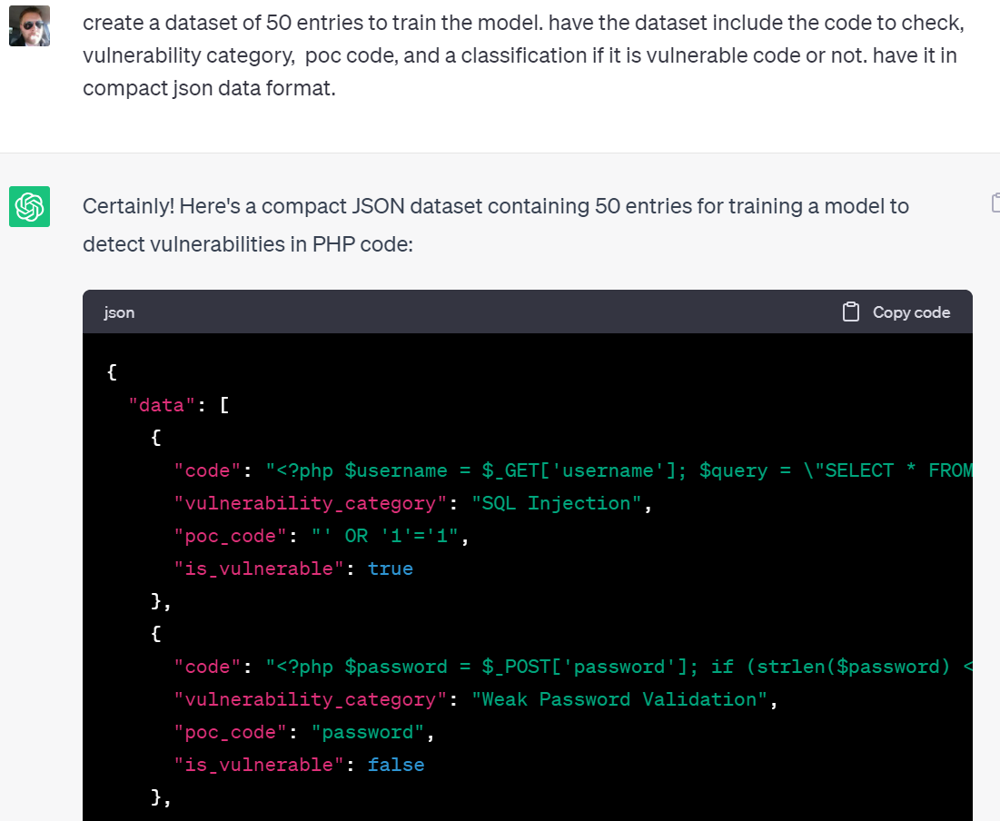 create a dataset of 50 entries to train the model. have the dataset include the code to check,
vulnerability category,  poc code, and a classification if it is vulnerable code or not. have it in
compact json data format.
Certainly! Here's a compact JSON dataset containing 50 entries for training a model to
detect vulnerabilities in PHP code:
json
Copy code
{
"data": [
{
"code": "<?php $username = $_GET['username']; $query = \"SELECT * FROM
"vulnerability_category": "SQL Injection",
"poc_code": "' OR '1'='1",
"is_vulnerable": true
},
{
"code": "<?php $password = $_POST['password']; if (strlen($password) <
"vulnerability_category": "Weak Password Validation",
"poc_code": "password",
"is_vulnerable": false
},